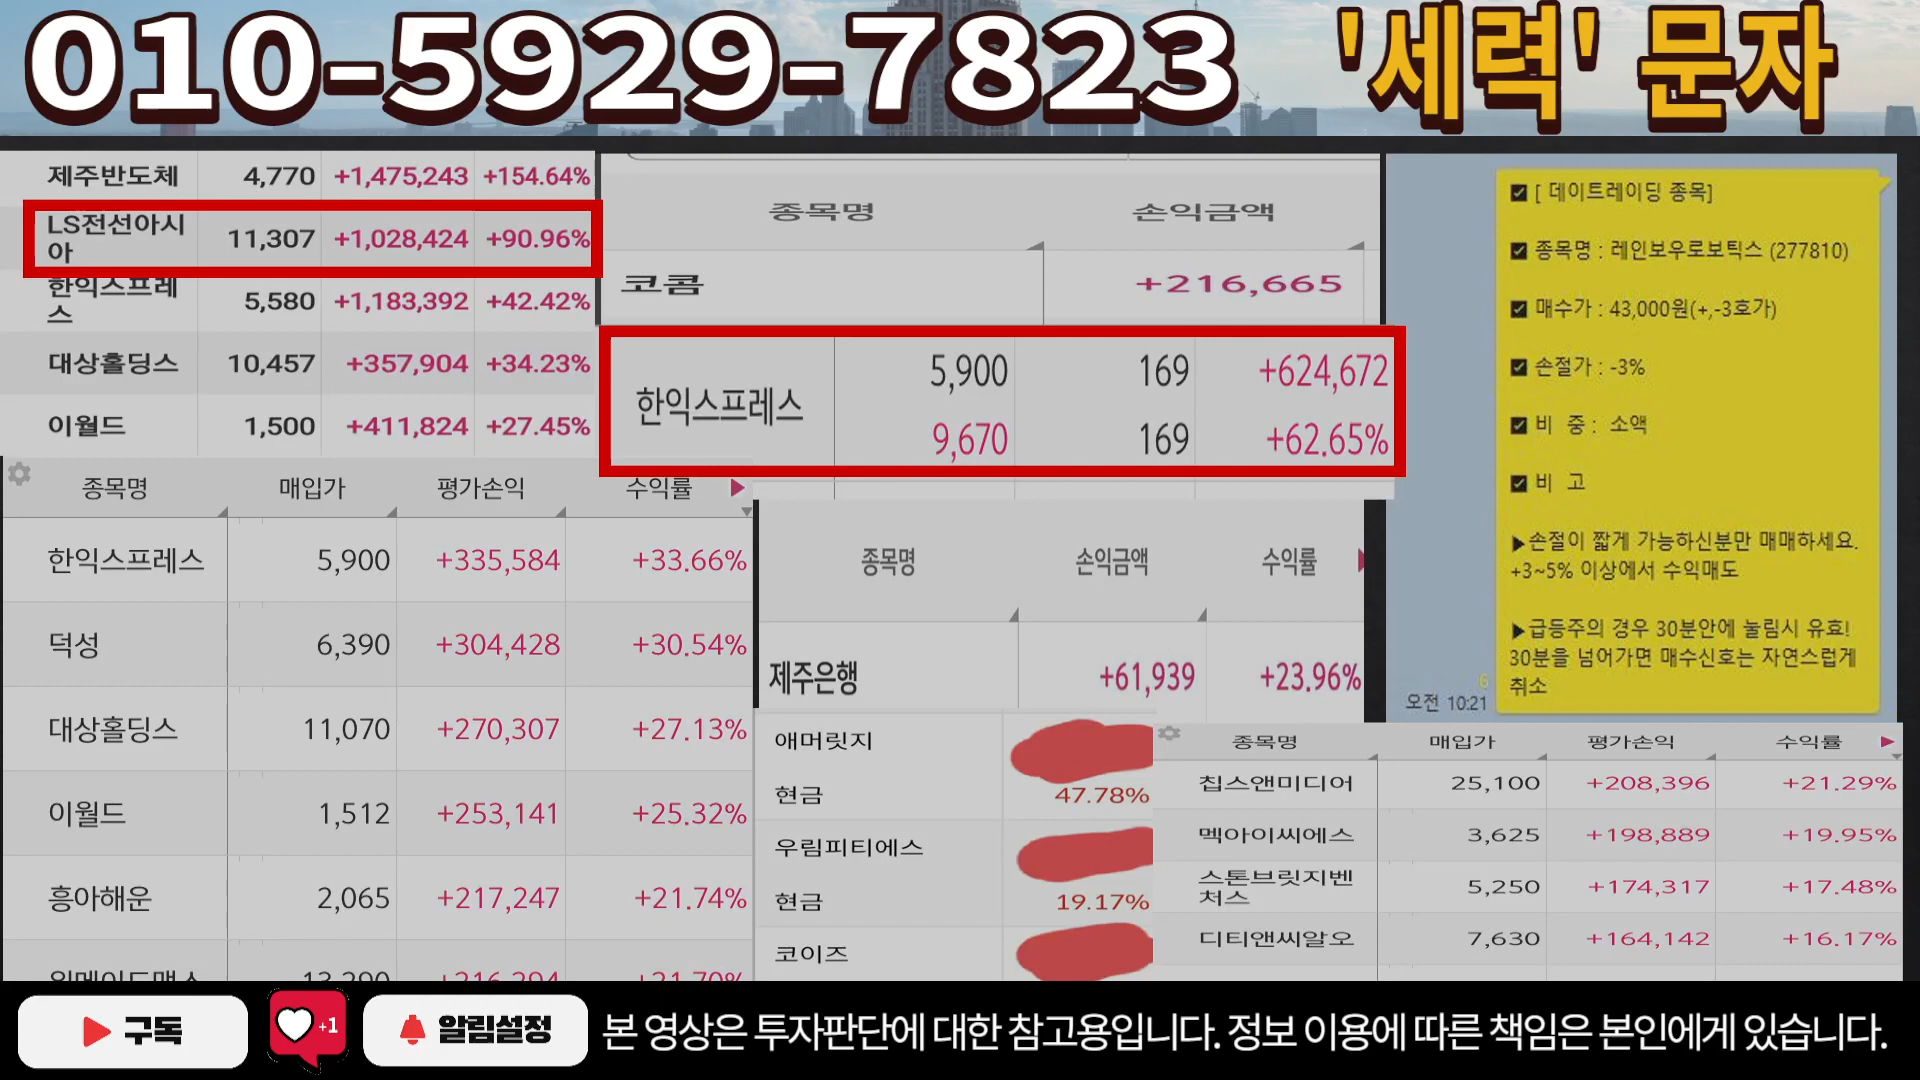 010-5929-7823 '세력' 문자
제주반도체 4,770 +1,475,243 +154.64%
LS전선아시아 11,307 +1,028,424 +90.96%
한익스프레스 5,580 +1,183,392 +42.42%
대상홀딩스 10,457 +357,904 +34.23%
이월드 1,500 +411,824 +27.45%
종목명 손익금액
코콤 +216,665
한익스프레스 5,900 169 +624,672
9,670 169 +62.65%
[ 데이트레이딩 종목]
종목명 : 레인보우로보틱스 (277810)
매수가 : 43,000원(+,-3호가)
손절가 : -3%
비 중 : 소액
비 고
▶손절이 짧게 가능하신분만 매매하세요.
+3~5% 이상에서 수익매도
▶급등주의 경우 30분안에 눌림시 유효!
30분을 넘어가면 매수신호는 자연스럽게
취소
6
오전 10:21
종목명 매입가 평가손익 수익률
한익스프레스 5,900 +335,584 +33.66%
덕성 6,390 +304,428 +30.54%
대상홀딩스 11,070 +270,307 +27.13%
이월드 1,512 +253,141 +25.32%
흥아해운 2,065 +217,247 +21.74%
종목명 손익금액 수익률
제주은행 +61,939 +23.96%
애머릿지
현금 47.78%
우림피티에스
현금 19.17%
코이즈
종목명 매입가 평가손익 수익률
칩스앤미디어 25,100 +208,396 +21.29%
멕아이씨에스 3,625 +198,889 +19.95%
스톤브릿지벤처스 5,250 +174,317 +17.48%
디티앤씨알오 7,630 +164,142 +16.17%
구독 +1 알림설정 본 영상은 투자판단에 대한 참고용입니다. 정보 이용에 따른 책임은 본인에게 있습니다.